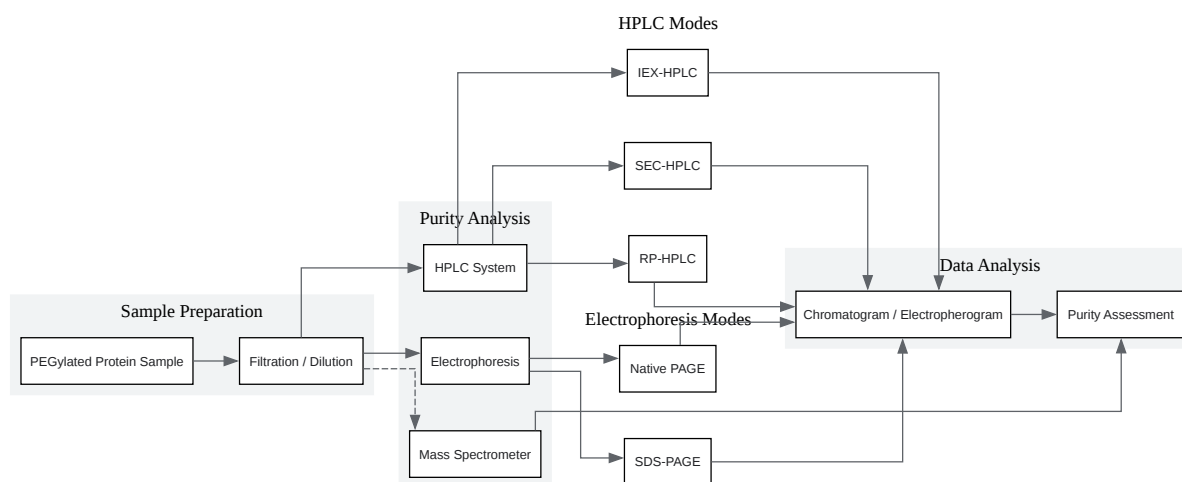 HPLC Modes
IEX-HPLC
SEC-HPLC
Purity Analysis
HPLC System
RP-HPLC
Data Analysis
Sample Preparation
Electrophoresis Modes
Chromatogram / Electropherogram
Purity Assessment
PEGylated Protein Sample
Filtration / Dilution
Electrophoresis
Native PAGE
Mass Spectrometer
SDS-PAGE